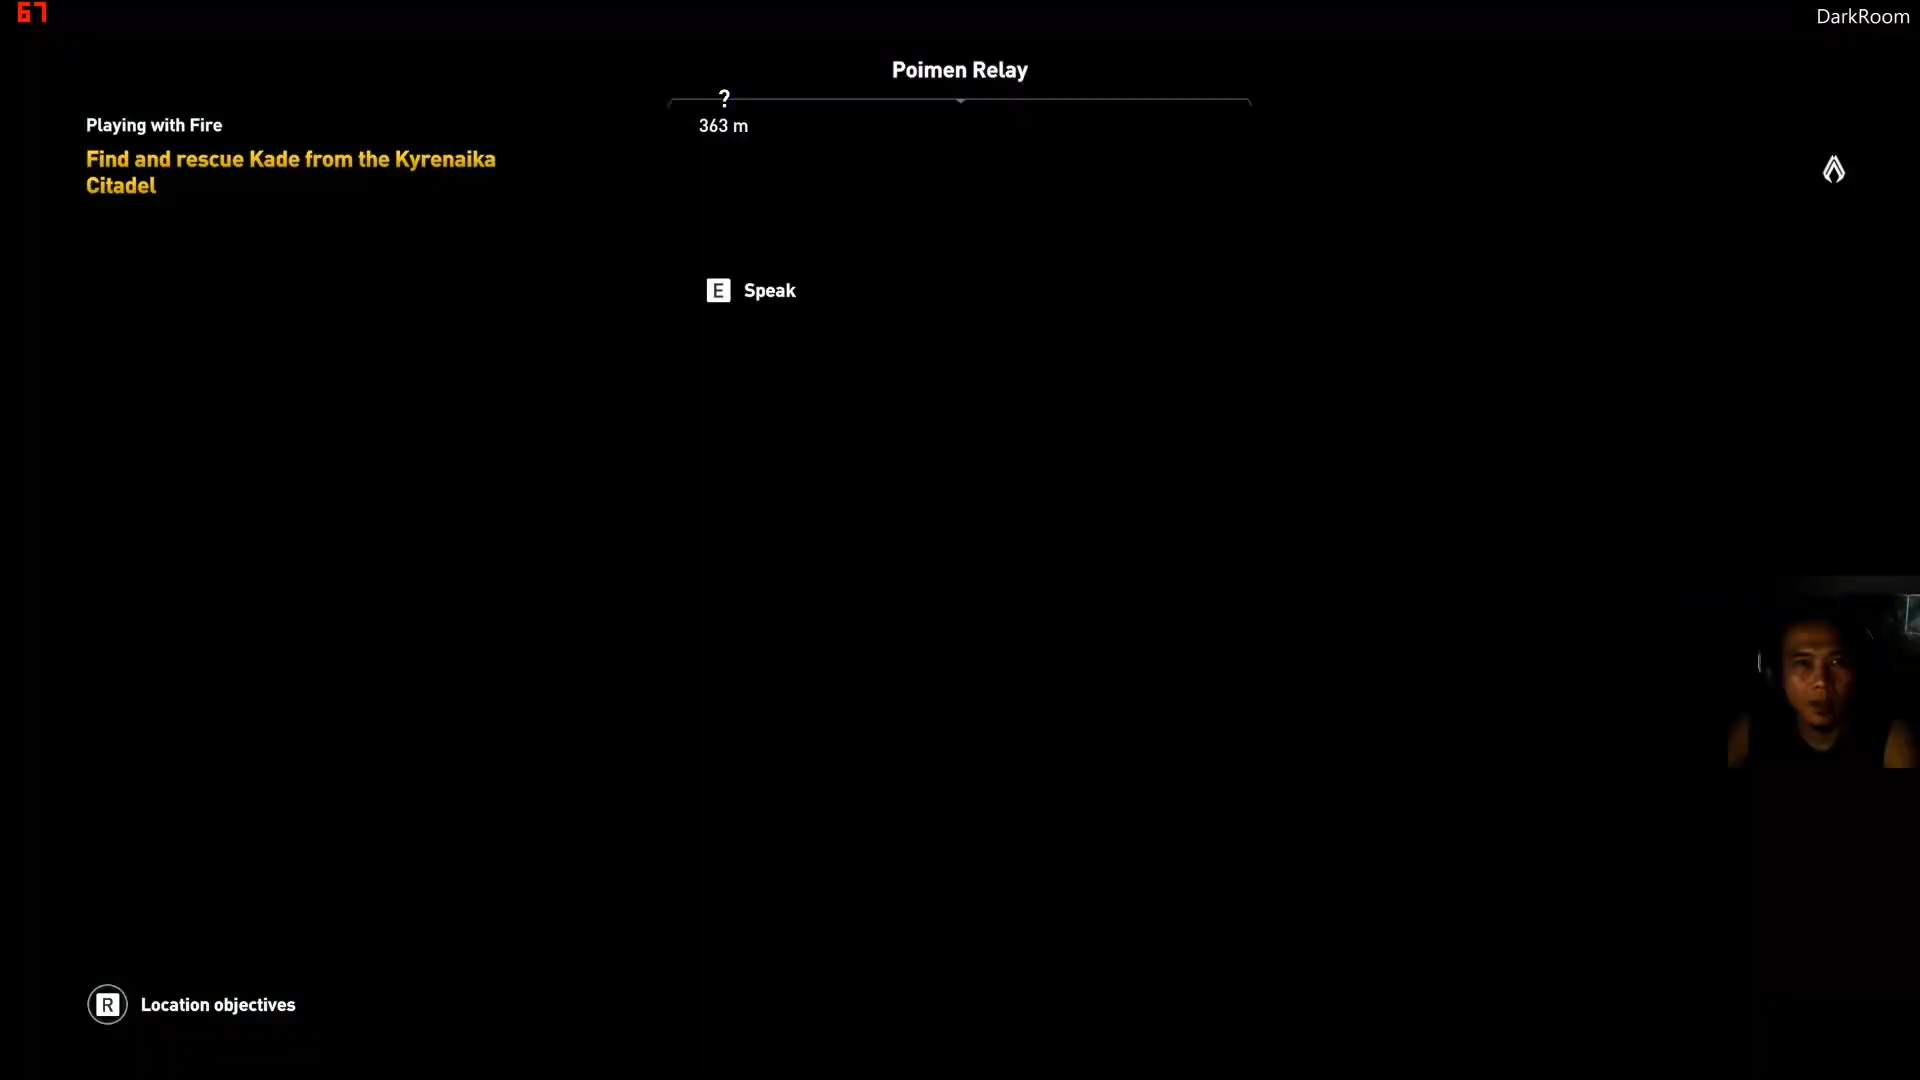 67
DarkRoom
Poimen Relay
?
363 m
Playing with Fire
Find and rescue Kade from the Kyrenaika
Citadel
E Speak
R Location objectives